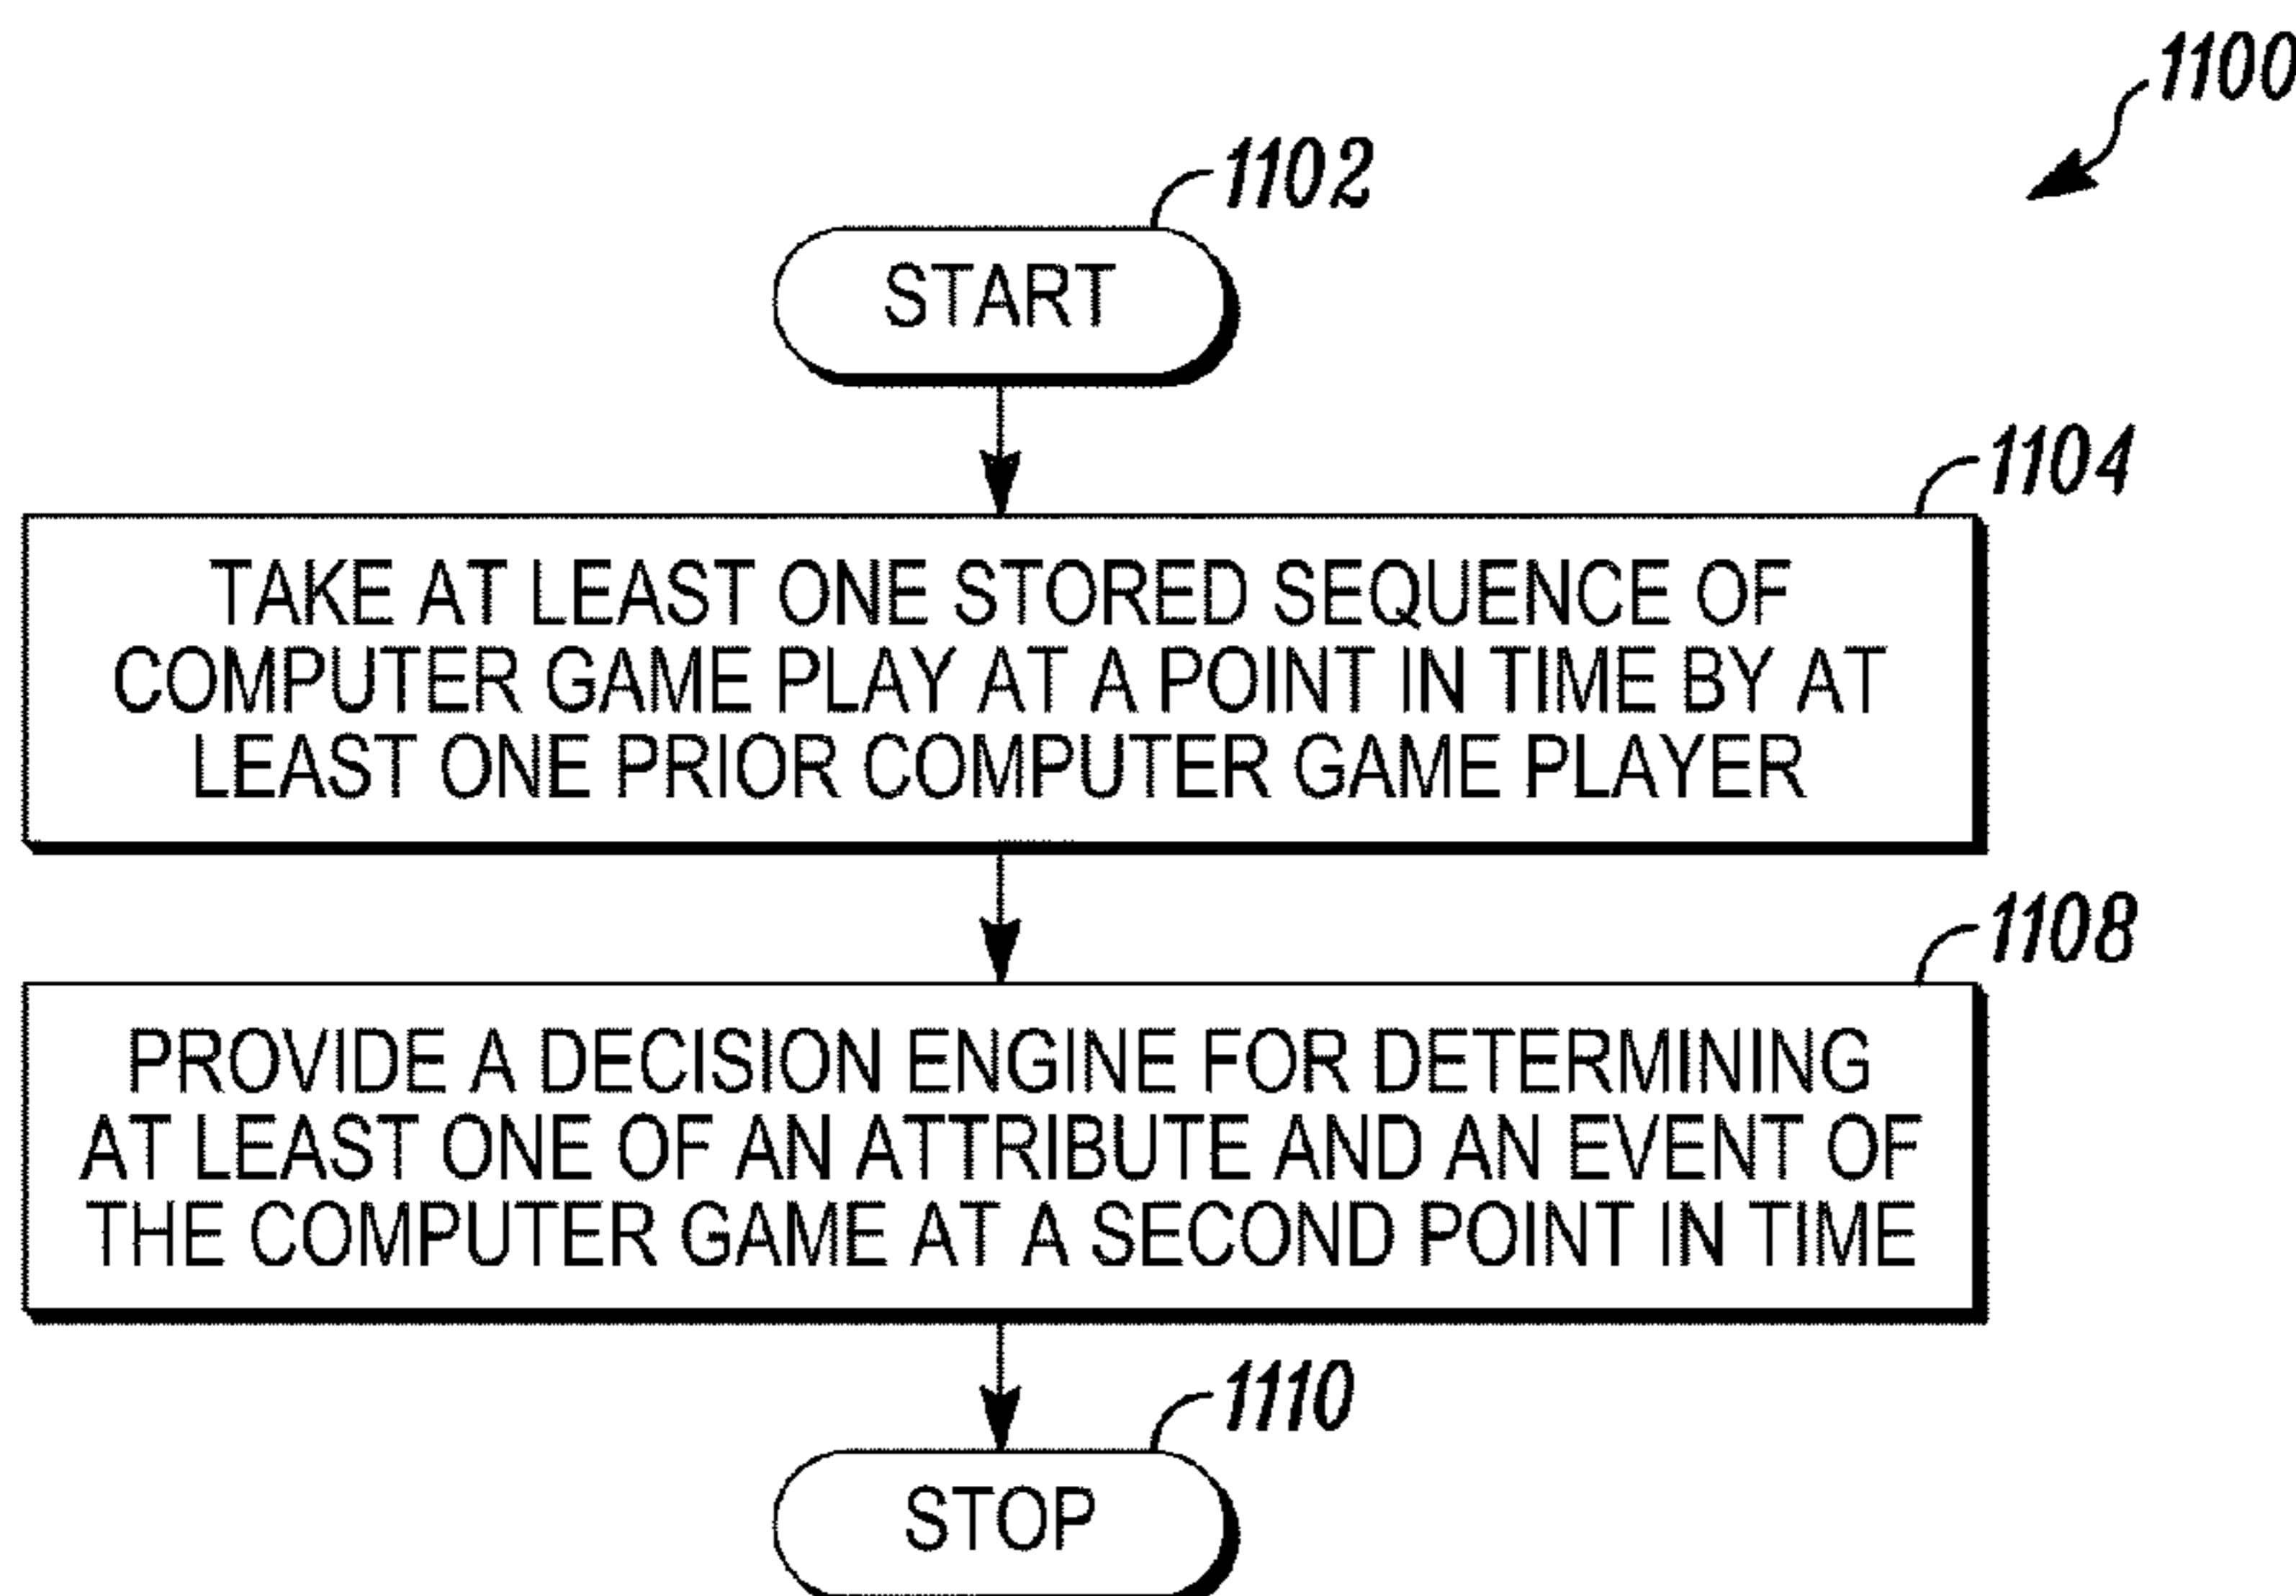 1100
1102
START
1104
TAKE AT LEAST ONE STORED SEQUENCE OF
COMPUTER GAME PLAY AT A POINT IN TIME BY AT
LEAST ONE PRIOR COMPUTER GAME PLAYER
1108
PROVIDE A DECISION ENGINE FOR DETERMINING
AT LEAST ONE OF AN ATTRIBUTE AND AN EVENT OF
THE COMPUTER GAME AT A SECOND POINT IN TIME
1110
STOP